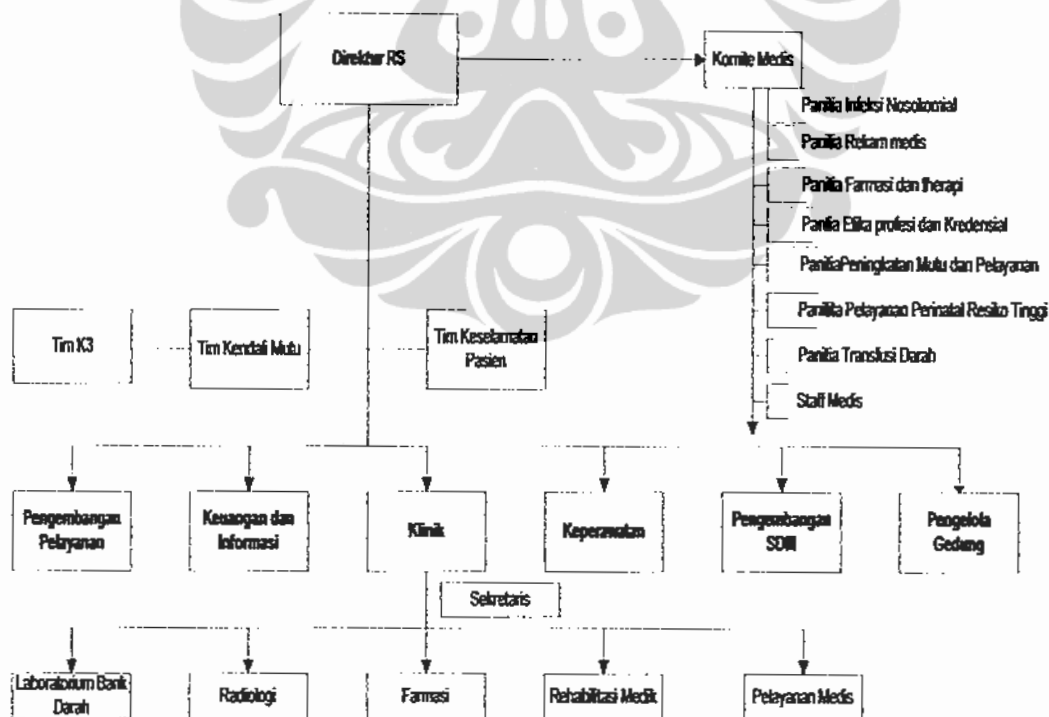 Direktur RS
Komite Medis
Panitia Infeksi Nosokomial
Panitia Rekam medis
Panitia Farmasi dan therapi
Panitia Etika profesi dan Kredensial
PanitiaPeningkatan Mutu dan Pelayanan
Panitita Pelayanan Perinatal Resiko Tinggi
Panitia Transfusi Darah
Staff Medis
Tim K3
Tim Kendali Mutu
Tim Keselamatan
Pasien
Pengembangan
Pelayanan
Keuangan dan
Informasi
Klinik
Keperawatan
Pengembangan
SDM
Pengelola
Gedung
Sekretaris
Laboratorium Bank
Darah
Radiologi
Farmasi
Rehabilitasi Medik
Pelayanan Medis